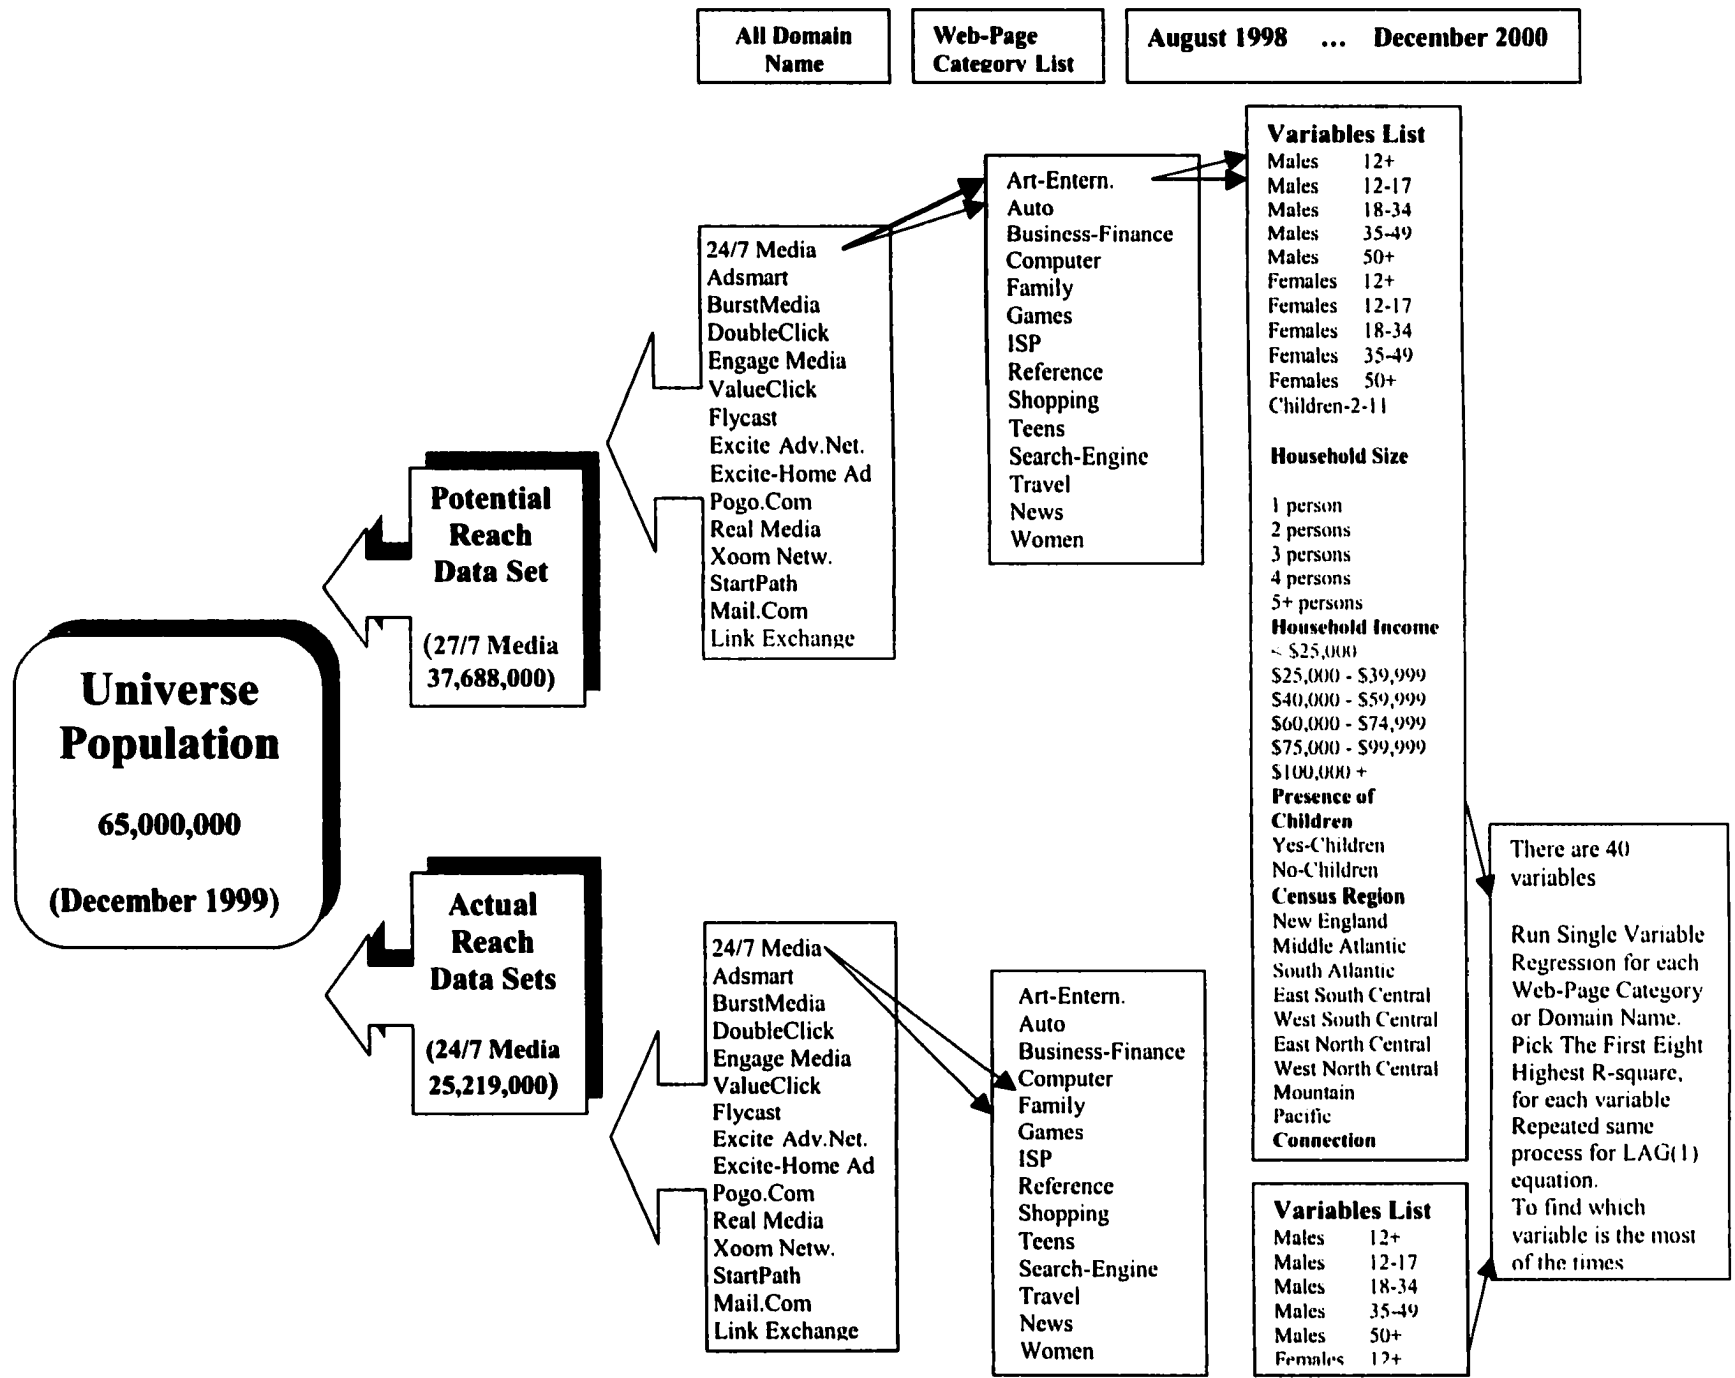 All Domain
Name
Web-Page
Category List
August 1998 ... December 2000
Universe
Population
65,000,000
(December 1999)
Potential
Reach
Data Set
(27/7 Media
37,688,000)
24/7 Media
Adsmart
BurstMedia
DoubleClick
Engage Media
ValueClick
Flycast
Excite Adv.Net.
Excite-Home Ad
Pogo.Com
Real Media
Xoom Netw.
StartPath
Mail.Com
Link Exchange
Art-Entern.
Auto
Business-Finance
Computer
Family
Games
ISP
Reference
Shopping
Teens
Search-Engine
Travel
News
Women
Variables List
Males 12+
Males 12-17
Males 18-34
Males 35-49
Males 50+
Females 12+
Females 12-17
Females 18-34
Females 35-49
Females 50+
Children-2-11
Household Size
1 person
2 persons
3 persons
4 persons
5+ persons
Household Income
< $25,000
$25,000 - $39,999
$40,000 - $59,999
$60,000 - $74,999
$75,000 - $99,999
$100,000 +
Presence of
Children
Yes-Children
No-Children
Census Region
New England
Middle Atlantic
South Atlantic
East South Central
West South Central
East North Central
West North Central
Mountain
Pacific
Connection
Actual
Reach
Data Sets
(24/7 Media
25,219,000)
24/7 Media
Adsmart
BurstMedia
DoubleClick
Engage Media
ValueClick
Flycast
Excite Adv.Net.
Excite-Home Ad
Pogo.Com
Real Media
Xoom Netw.
StartPath
Mail.Com
Link Exchange
Art-Entern.
Auto
Business-Finance
Computer
Family
Games
ISP
Reference
Shopping
Teens
Search-Engine
Travel
News
Women
Variables List
Males 12+
Males 12-17
Males 18-34
Males 35-49
Males 50+
Females 12+
There are 40
variables
Run Single Variable
Regression for each
Web-Page Category
or Domain Name.
Pick The First Eight
Highest R-square,
for each variable
Repeated same
process for LAG(1)
equation.
To find which
variable is the most
of the times